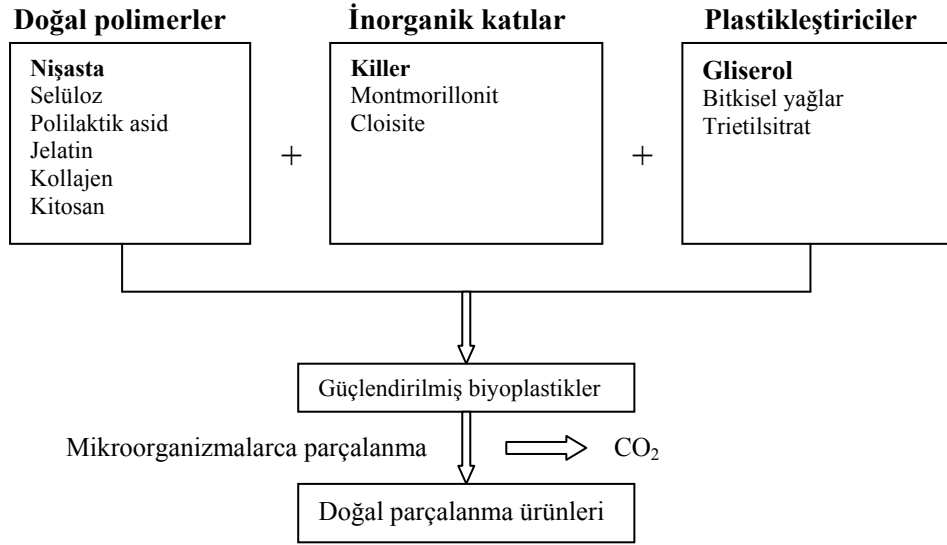 Doğal polimerler
İnorganik katılar
Plastikleştiriciler
Nişasta
Selüloz
Polilaktik asid
Jelatin
Kollajen
Kitosan
+
Killer
Montmorillonit
Cloisite
+
Gliserol
Bitkisel yağlar
Trietilsitrat
Güçlendirilmiş biyoplastikler
Mikroorganizmalarca parçalanma
CO₂
Doğal parçalanma ürünleri